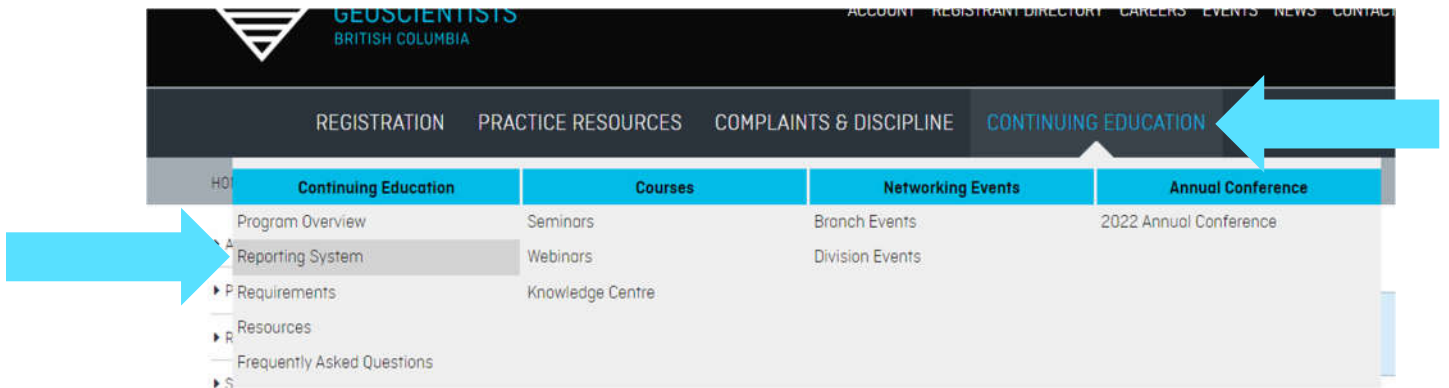 GEOSCIENTISTS
BRITISH COLUMBIA
ACCOUNT REGISTRANT DIRECTORY CAREERS EVENTS NEWS CONTACT
REGISTRATION PRACTICE RESOURCES COMPLAINTS & DISCIPLINE CONTINUING EDUCATION
Continuing Education Courses Networking Events Annual Conference
Program Overview Seminars Branch Events 2022 Annual Conference
Reporting System Webinars Division Events
Requirements Knowledge Centre
Resources
Frequently Asked Questions